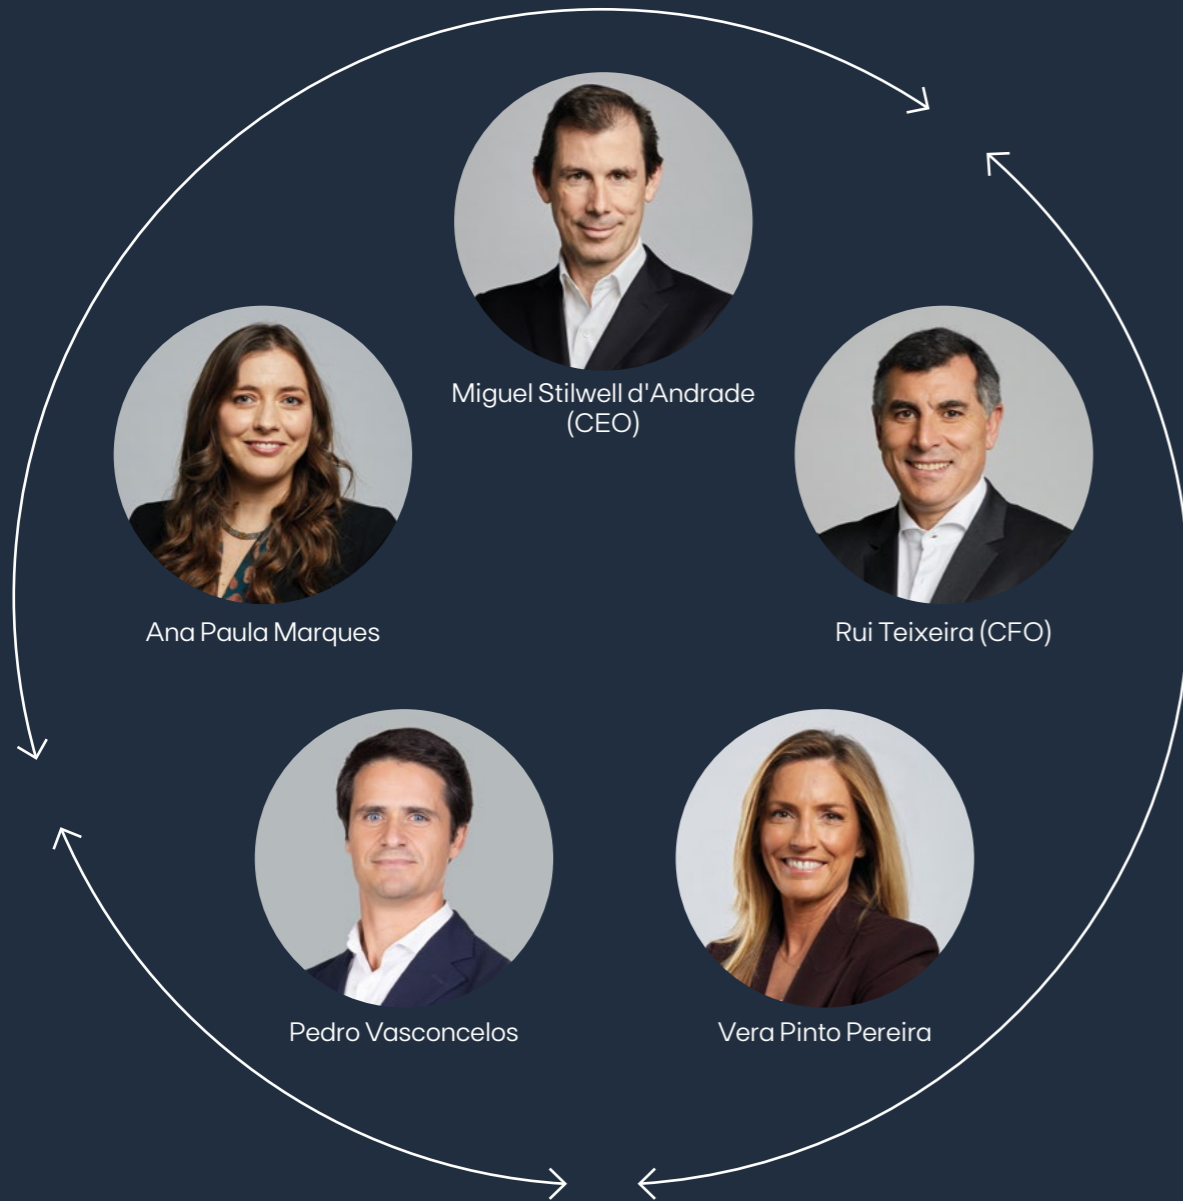 Miguel Stilwell d'Andrade
(CEO)
Ana Paula Marques
Rui Teixeira (CFO)
Pedro Vasconcelos
Vera Pinto Pereira